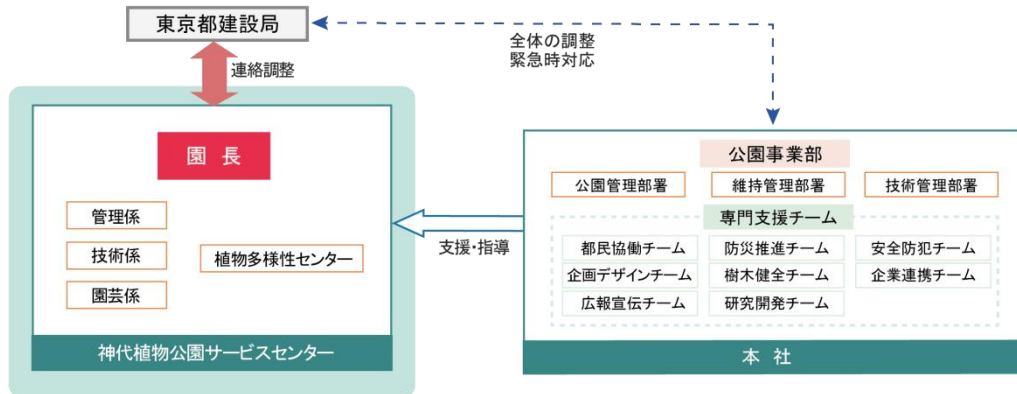 東京都建設局
全体の調整
緊急時対応
連絡調整
園長
管理係
技術係
園芸係
植物多様性センター
神代植物公園サービスセンター
支援・指導
公園事業部
公園管理部署
維持管理部署
技術管理部署
専門支援チーム
都民協働チーム
防災推進チーム
安全防犯チーム
企画デザインチーム
樹木健全チーム
企業連携チーム
広報宣伝チーム
研究開発チーム
本社